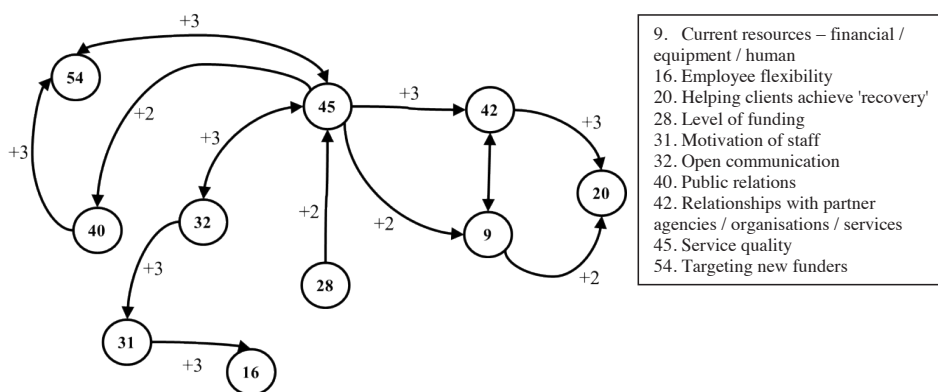 +3
54
45
+3
42
+2
+3
+3
+3
20
40
32
+2
+2
9
+3
28
+2
31
+3
16
9. Current resources – financial /
equipment / human
16. Employee flexibility
20. Helping clients achieve 'recovery'
28. Level of funding
31. Motivation of staff
32. Open communication
40. Public relations
42. Relationships with partner
agencies / organisations / services
45. Service quality
54. Targeting new funders